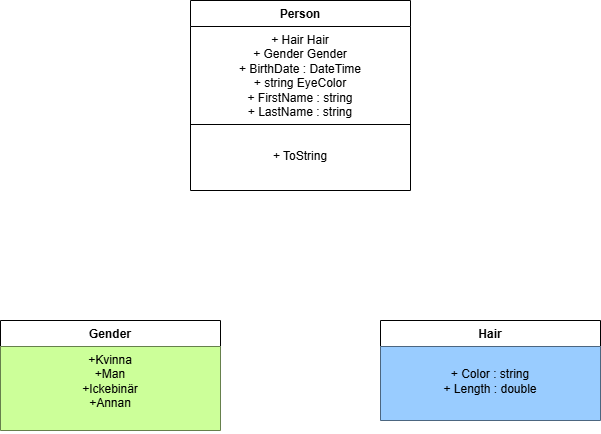 Person
+ Hair Hair
+ Gender Gender
+ BirthDate : DateTime
+ string EyeColor
+ FirstName : string
+ LastName : string
+ ToString
Gender
+Kvinna
+Man
+Ickebinär
+Annan
Hair
+ Color : string
+ Length : double